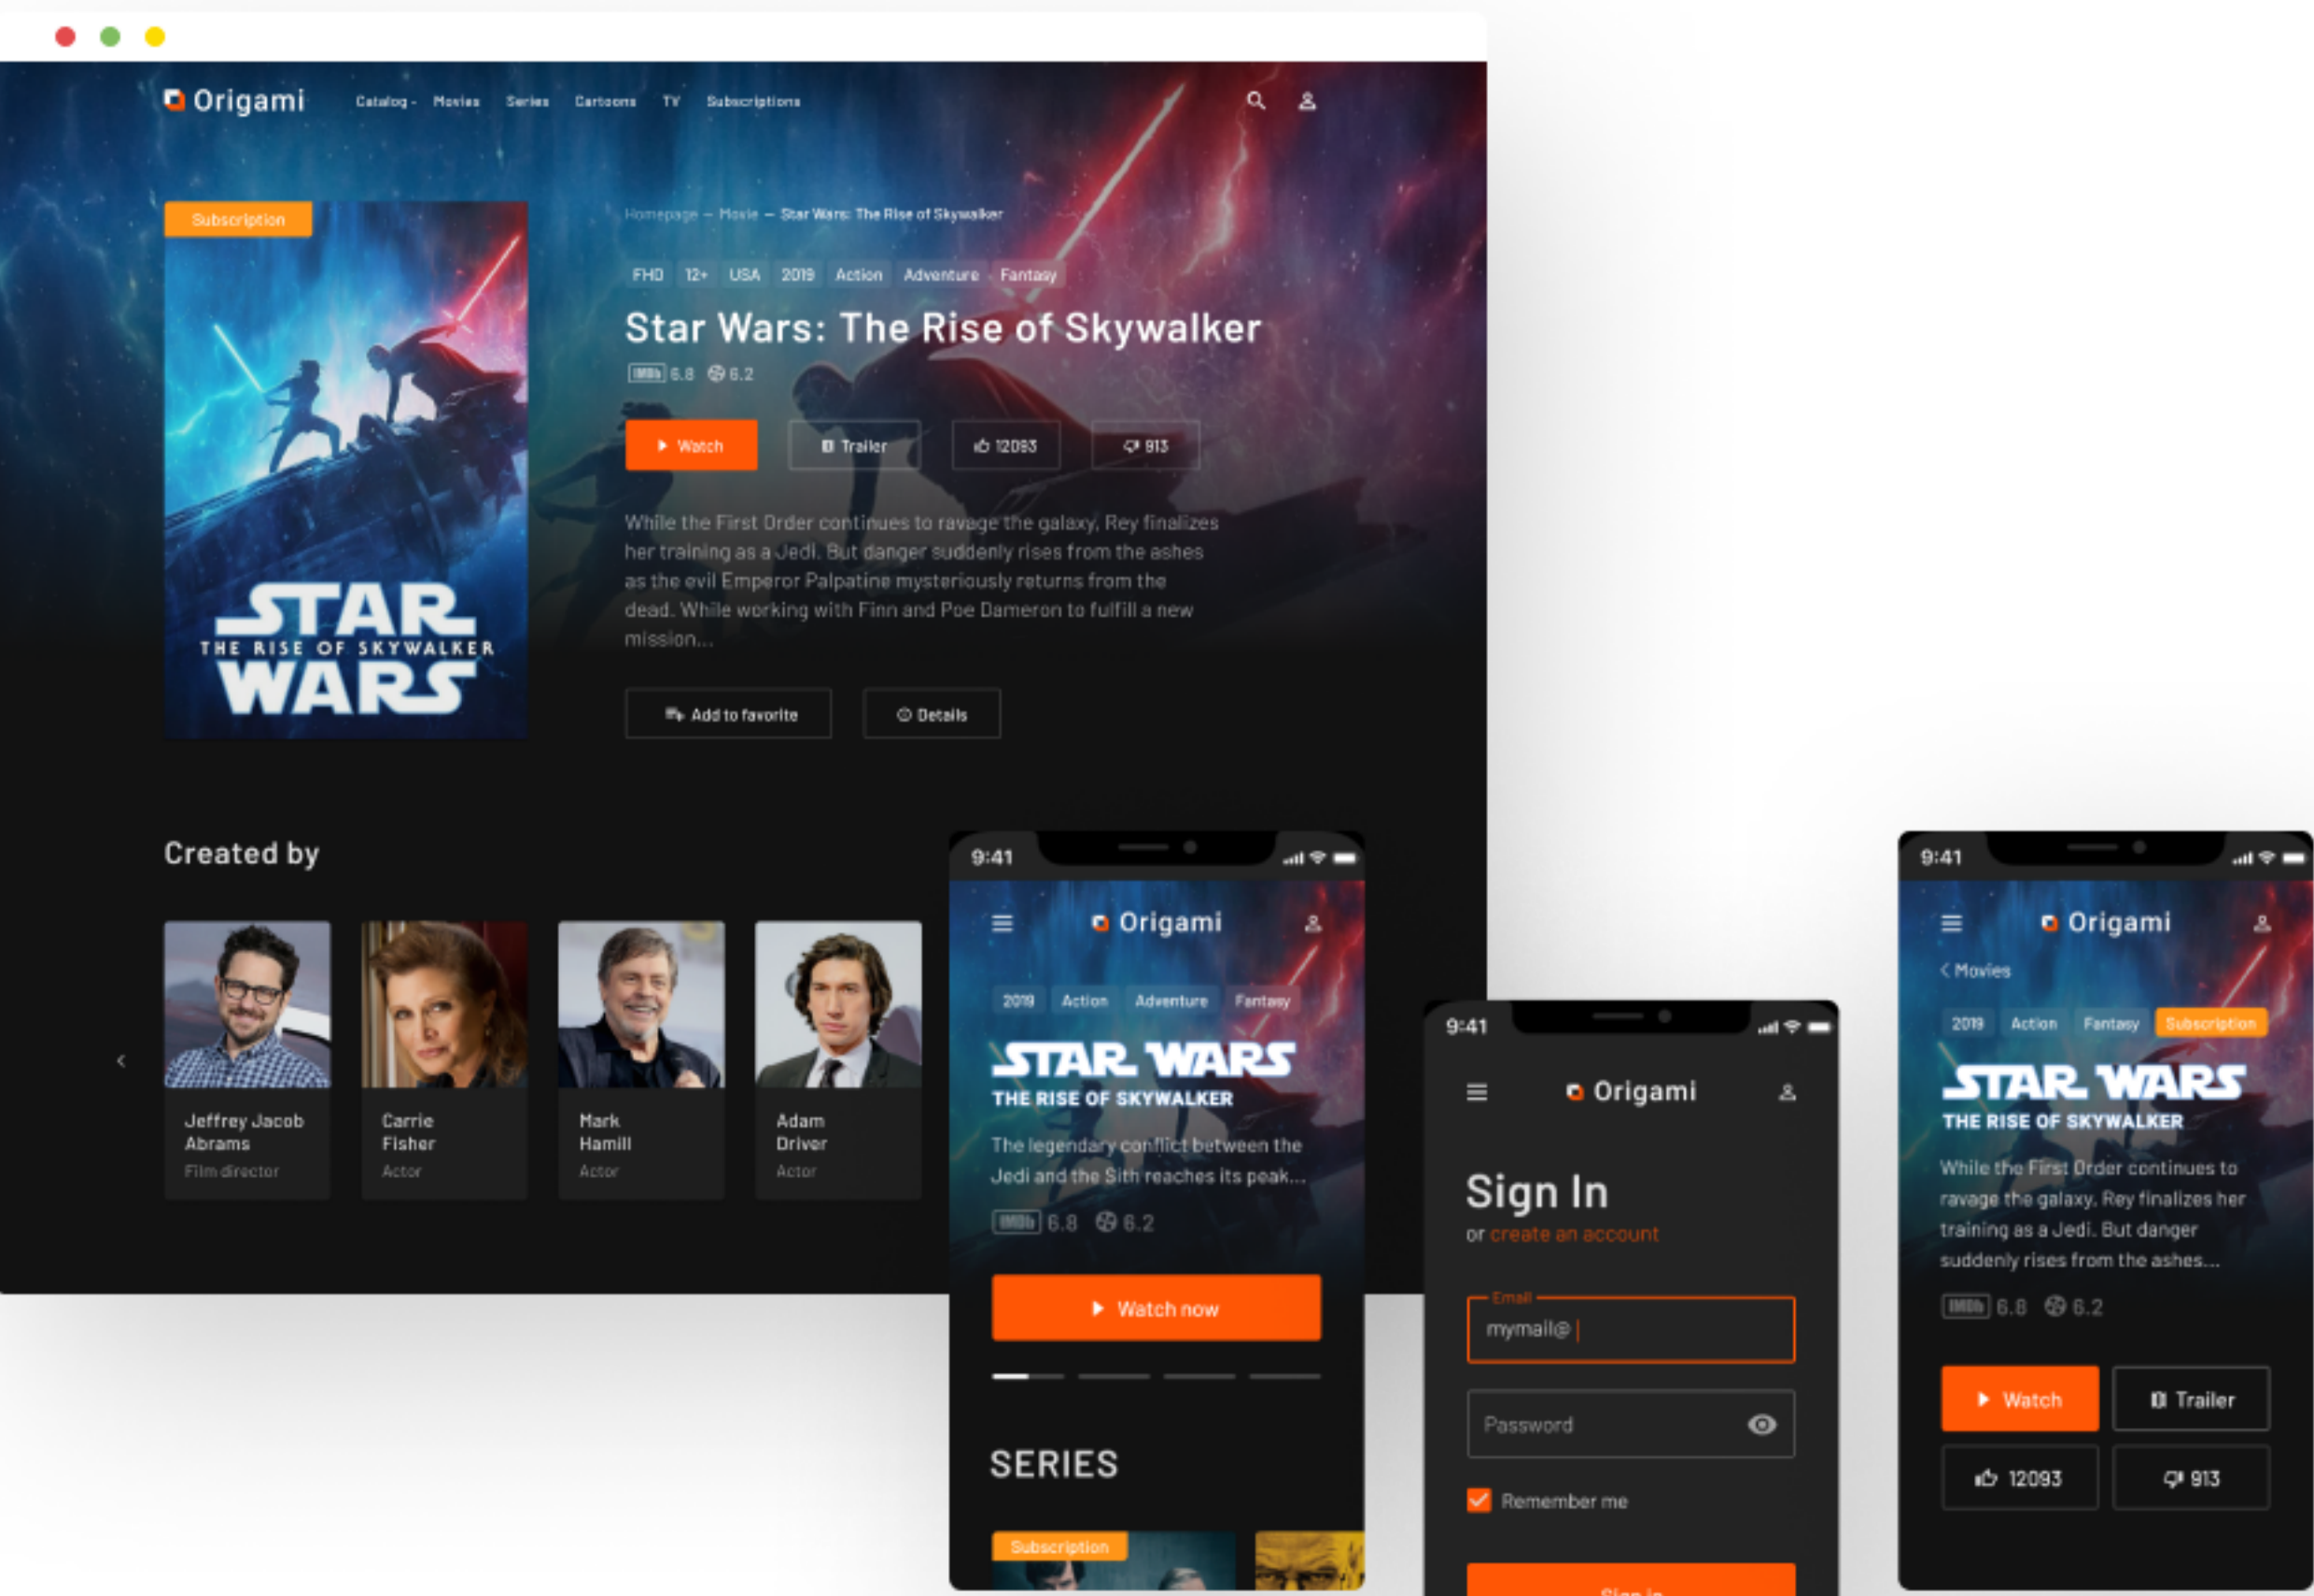 Origami
Catalog Movies Series Cartoons TV Subscriptions
Subscription
STAR
THE RISE OF SKYWALKER
WARS
Homepage — Movie — Star Wars: The Rise of Skywalker
FHD 12+ USA 2019 Action Adventure Fantasy
Star Wars: The Rise of Skywalker
IMDb 6.8 6.2
Watch Trailer 12093 913
While the First Order continues to ravage the galaxy, Rey finalizes
her training as a Jedi. But danger suddenly rises from the ashes
as the evil Emperor Palpatine mysteriously returns from the
dead. While working with Finn and Poe Dameron to fulfill a new
mission...
Add to favorite Details
Created by
Jeffrey Jacob
Abrams
Film director
Carrie
Fisher
Actor
Mark
Hamill
Actor
Adam
Driver
Actor
9:41
Origami
2019 Action Adventure Fantasy
STAR WARS
THE RISE OF SKYWALKER
The legendary conflict between the
Jedi and the Sith reaches its peak...
IMDb 6.8 6.2
Watch now
SERIES
Subscription
9:41
Origami
Sign In
or create an account
Email
mymail@
Password
Remember me
Sign in
9:41
Origami
< Movies
2019 Action Fantasy Subscription
STAR WARS
THE RISE OF SKYWALKER
While the First Order continues to
ravage the galaxy, Rey finalizes her
training as a Jedi. But danger
suddenly rises from the ashes...
IMDb 6.8 6.2
Watch Trailer
12093 913